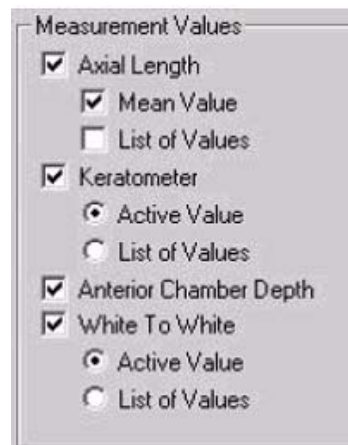 Measurement Values
Axial Length
Mean Value
List of Values
Keratometer
Active Value
List of Values
Anterior Chamber Depth
White To White
Active Value
List of Values